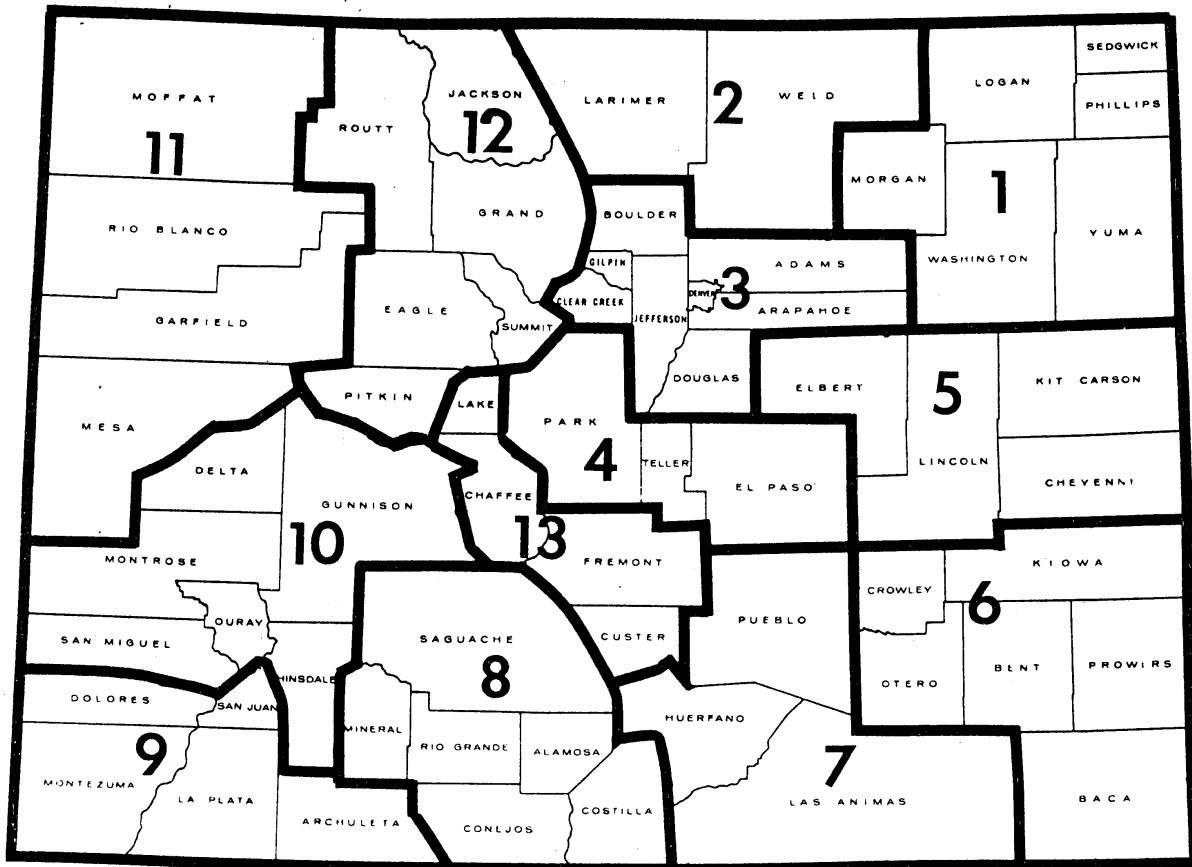 SEDGWICK
LOGAN
MOFFAT
JACKSON
LARIMER
2
WELD
PHILLIPS
ROUTT
12
11
MORGAN
1
GRAND
BOULDER
RIO BLANCO
YUMA
GILPIN
ADAMS
WASHINGTON
DENVER
3
CLEAR CREEK
EAGLE
ARAPAHOE
GARFIELD
SUMMIT
JEFFERSON
DOUGLAS
ELBERT
5
KIT CARSON
PITKIN
LAKE
PARK
MESA
4
TELLER
LINCOLN
DELTA
CHEYENNE
EL PASO
CHAFFEE
GUNNISON
10
13
MONTROSE
FREMONT
KIOWA
CROWLEY
6
OURAY
PUEBLO
SAN MIGUEL
SAGUACHE
CUSTER
8
BENT
PROWERS
HINSDALE
OTERO
DOLORES
SAN JUAN
HUERFANO
MINERAL
9
RIO GRANDE
ALAMOSA
7
MONTEZUMA
LA PLATA
COSTILLA
LAS ANIMAS
BACA
ARCHULETA
CONEJOS